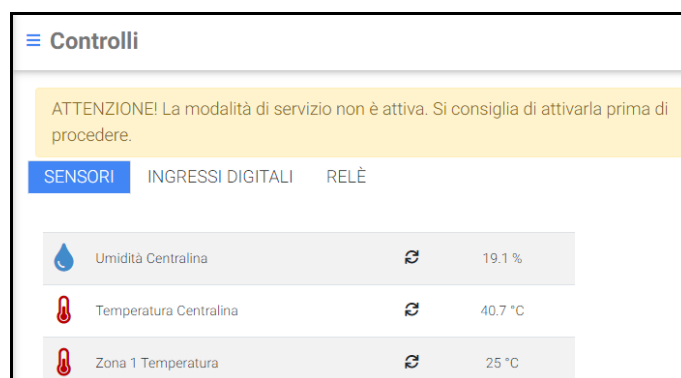 Controlli
ATTENZIONE! La modalità di servizio non è attiva. Si consiglia di attivarla prima di
procedere.
SENSORI INGRESSI DIGITALI RELÈ
Umidità Centralina 19.1 %
Temperatura Centralina 40.7 °C
Zona 1 Temperatura 25 °C